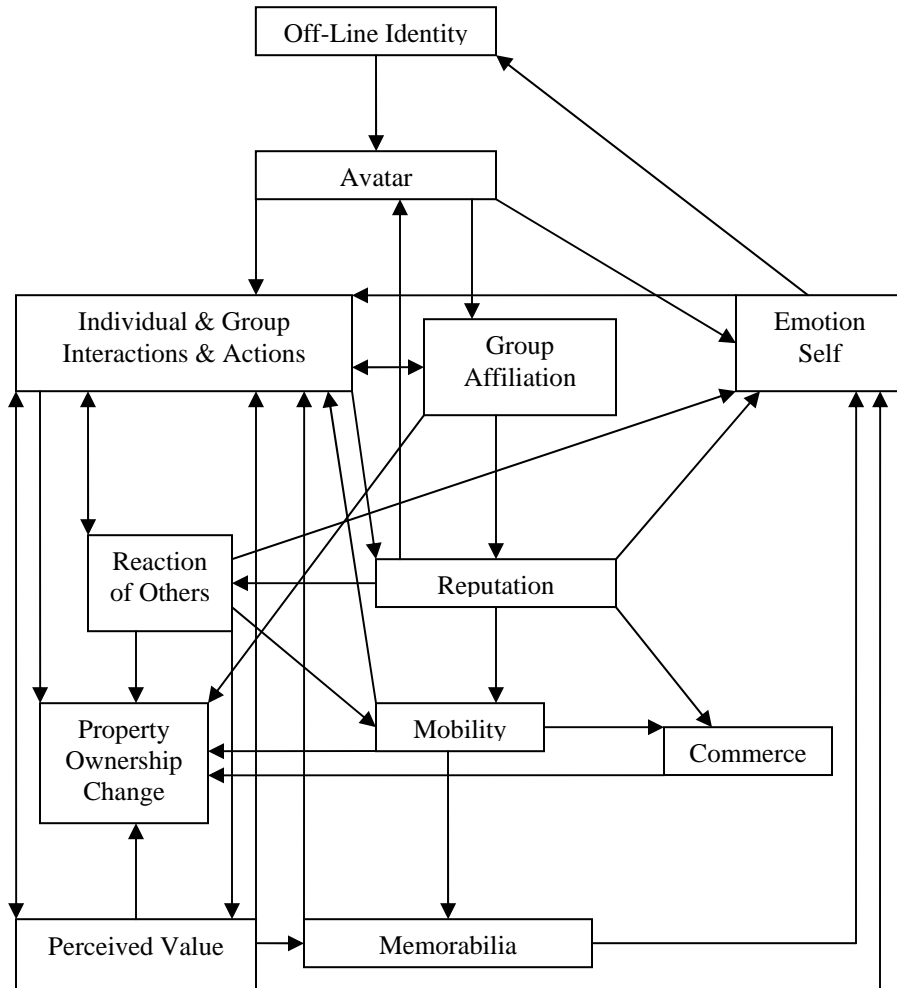 Off-Line Identity
Avatar
Individual & Group
Interactions & Actions
Group
Affiliation
Emotion
Self
Reaction
of Others
Reputation
Property
Ownership
Change
Mobility
Commerce
Perceived Value
Memorabilia